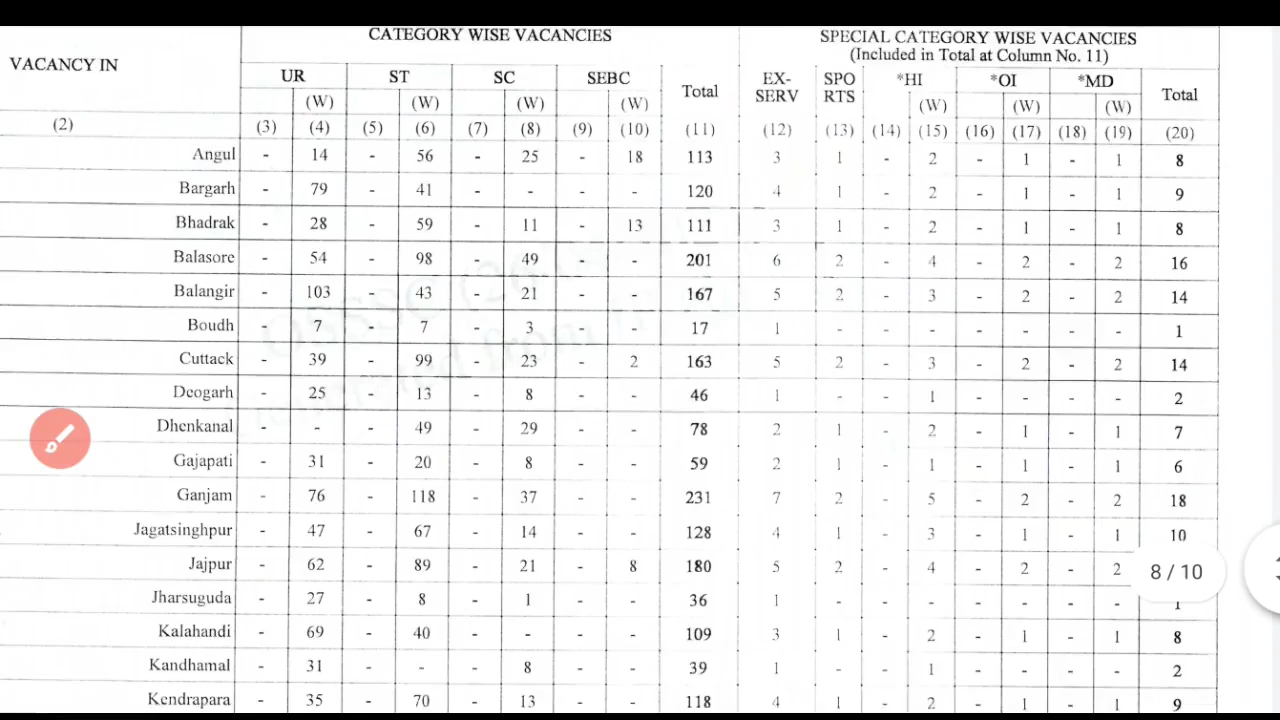 CATEGORY WISE VACANCIES SPECIAL CATEGORY WISE VACANCIES
(Included in Total at Column No. 11)
VACANCY IN UR ST SC SEBC Total EX-SERV SPORTS *HI *OI *MD Total
(W) (W) (W) (W) (W) (W) (W)
(2) (3) (4) (5) (6) (7) (8) (9) (10) (11) (12) (13) (14) (15) (16) (17) (18) (19) (20)
Angul - 14 - 56 - 25 - 18 113 3 1 - 2 - 1 - 1 8
Bargarh - 79 - 41 - - - - 120 4 1 - 2 - 1 - 1 9
Bhadrak - 28 - 59 - 11 - 13 111 3 1 - 2 - 1 - 1 8
Balasore - 54 - 98 - 49 - - 201 6 2 - 4 - 2 - 2 16
Balangir - 103 - 43 - 21 - - 167 5 2 - 3 - 2 - 2 14
Boudh - 7 - 7 - 3 - - 17 1 - - - - - - - 1
Cuttack - 39 - 99 - 23 - 2 163 5 2 - 3 - 2 - 2 14
Deogarh - 25 - 13 - 8 - - 46 1 - - 1 - - - - 2
Dhenkanal - - - 49 - 29 - - 78 2 1 - 2 - 1 - 1 7
Gajapati - 31 - 20 - 8 - - 59 2 1 - 1 - 1 - 1 6
Ganjam - 76 - 118 - 37 - - 231 7 2 - 5 - 2 - 2 18
Jagatsinghpur - 47 - 67 - 14 - - 128 4 1 - 3 - 1 - 1 10
Jajpur - 62 - 89 - 21 - 8 180 5 2 - 4 - 2 - 2
8 / 10
Jharsuguda - 27 - 8 - 1 - - 36 1 - - - - - - - 1
Kalahandi - 69 - 40 - - - - 109 3 1 - 2 - 1 - 1 8
Kandhamal - 31 - - - 8 - - 39 1 - - 1 - - - - 2
Kendrapara - 35 - 70 - 13 - - 118 4 1 - 2 - 1 - 1 9